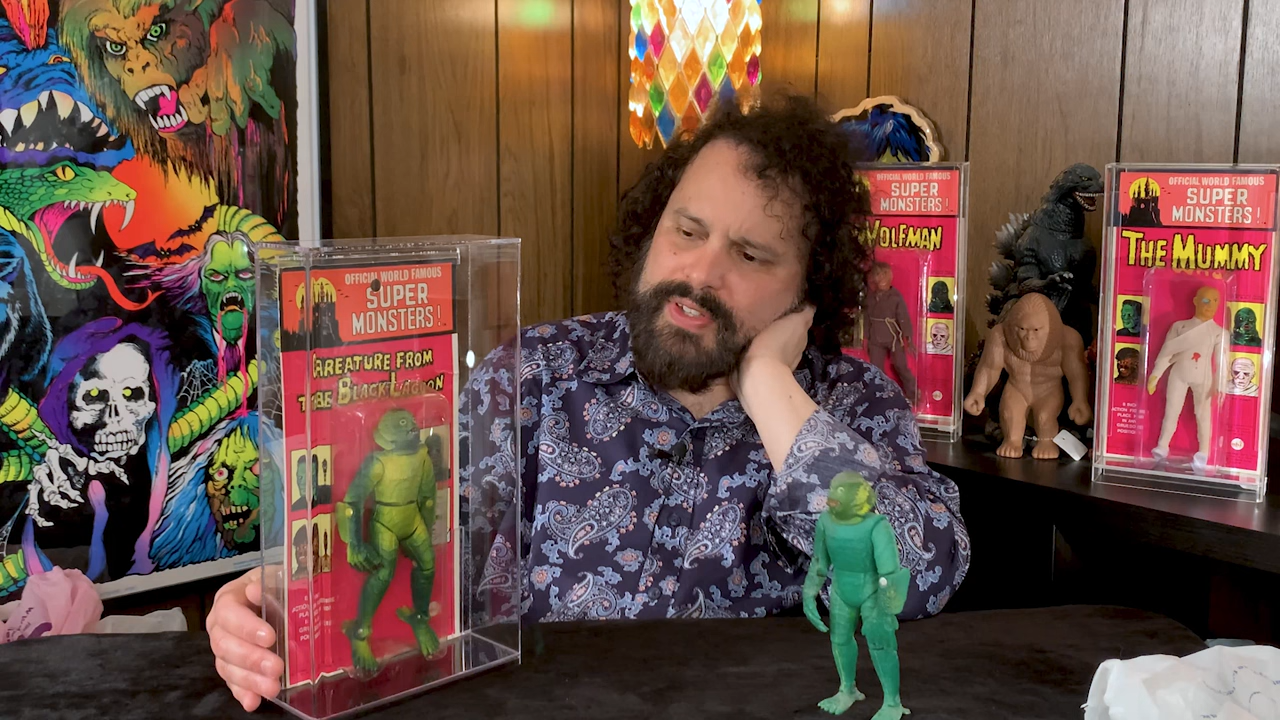 OFFICIAL WORLD FAMOUS
SUPER
MONSTERS!
CREATURE FROM
THE BLACK LAGOON
OFFICIAL WORLD FAMOUS
SUPER
MONSTERS!
WOLFMAN
OFFICIAL WORLD FAMOUS
SUPER
MONSTERS!
THE MUMMY